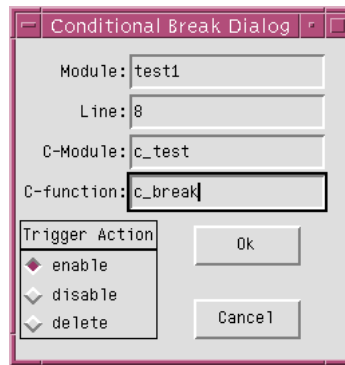 Conditional Break Dialog
Module: test1
Line: 8
C-Module: c_test
C-function: c_break
Trigger Action
enable
disable
delete
Ok
Cancel